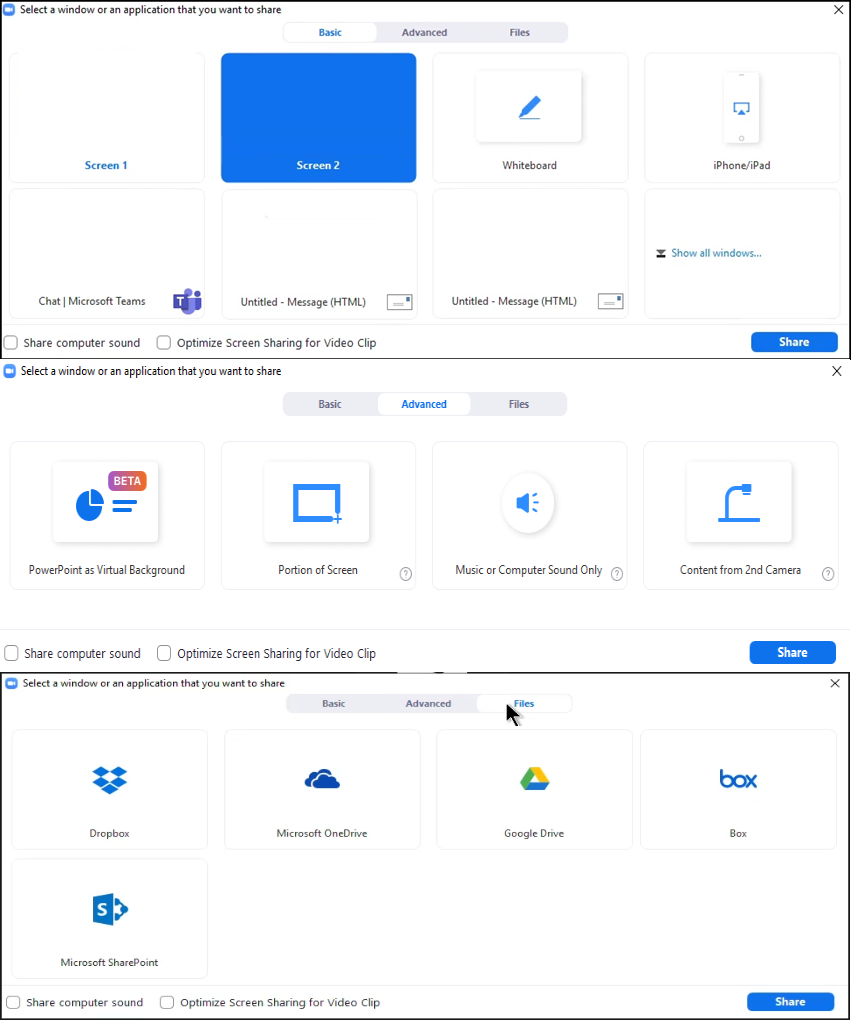 Select a window or an application that you want to share
Basic Advanced Files
Screen 1 Screen 2 Whiteboard iPhone/iPad
Chat | Microsoft Teams Untitled - Message (HTML) Untitled - Message (HTML) Show all windows...
Share computer sound Optimize Screen Sharing for Video Clip Share
Select a window or an application that you want to share
Basic Advanced Files
BETA
PowerPoint as Virtual Background Portion of Screen ? Music or Computer Sound Only ? Content from 2nd Camera ?
Share computer sound Optimize Screen Sharing for Video Clip Share
Select a window or an application that you want to share
Basic Advanced Files
box
Dropbox Microsoft OneDrive Google Drive Box
S
Microsoft SharePoint
Share computer sound Optimize Screen Sharing for Video Clip Share